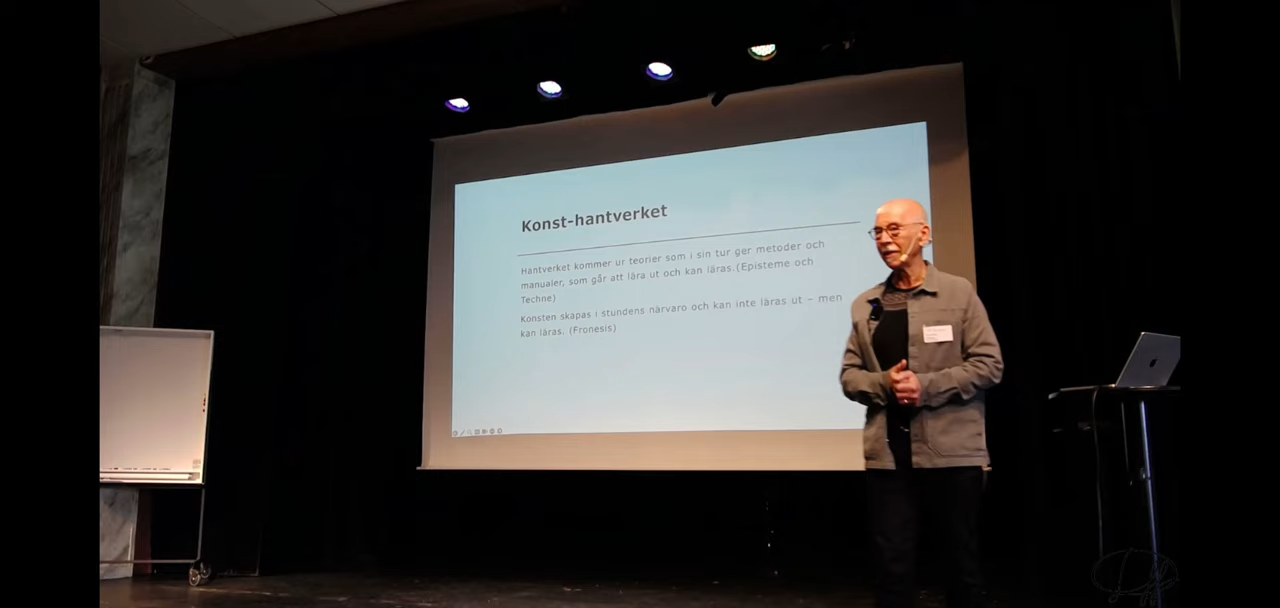 Konst-hantverket
Hantverket kommer ur teorier som i sin tur ger metoder och
manualer, som går att lära ut och kan läras.(Episteme och
Techne)
Konsten skapas i stundens närvaro och kan inte läras ut – men
kan läras. (Fronesis)